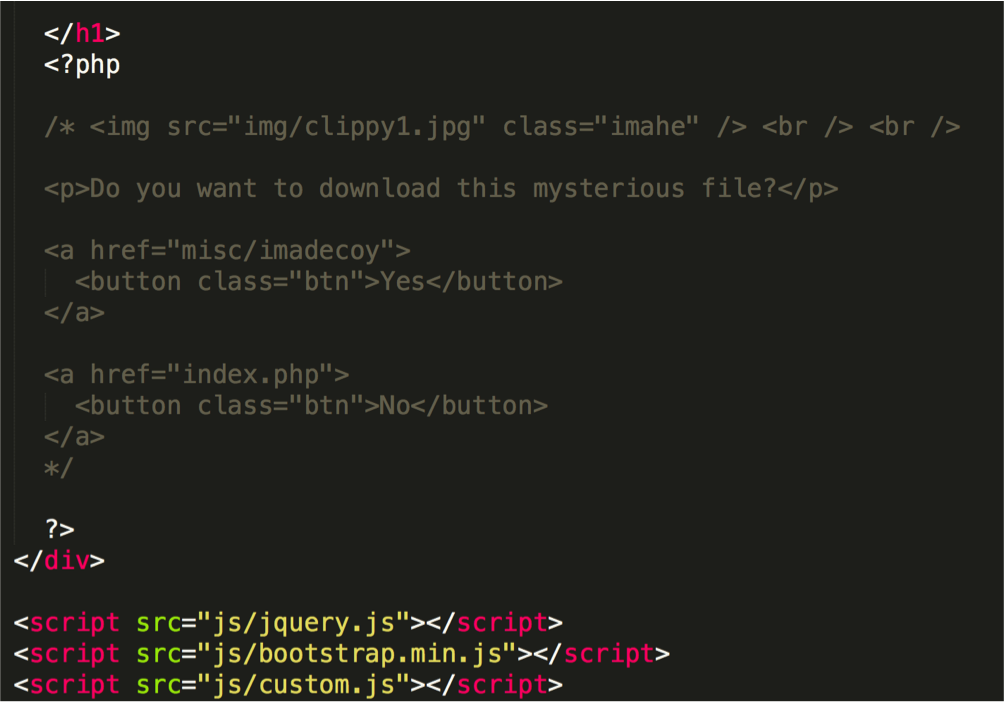 </h1>
<?php
/* <img src="img/clippy1.jpg" class="imahe" /> <br /> <br />
<p>Do you want to download this mysterious file?</p>
<a href="misc/imadecoy">
<button class="btn">Yes</button>
</a>
<a href="index.php">
<button class="btn">No</button>
</a>
*/
?>
</div>
<script src="js/jquery.js"></script>
<script src="js/bootstrap.min.js"></script>
<script src="js/custom.js"></script>